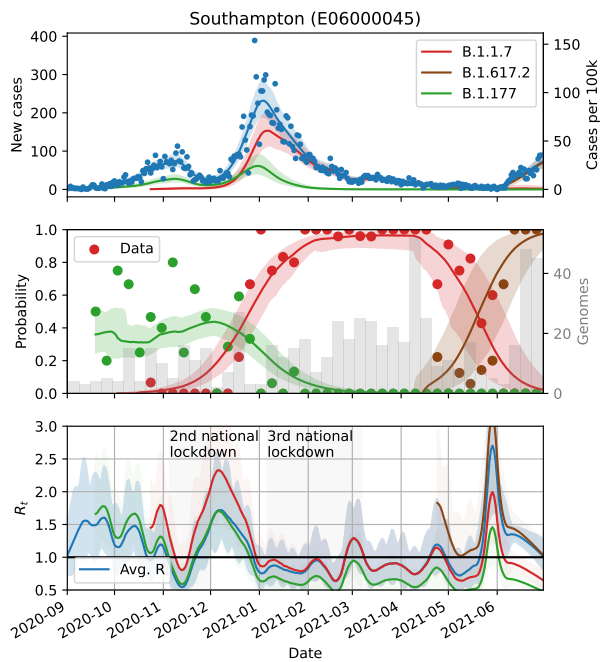 Southampton (E06000045)
400
300
200
100
0
New cases
150
100
50
0
Cases per 100k
B.1.1.7
B.1.617.2
B.1.177
1.0
0.8
0.6
0.4
0.2
0.0
Probability
Data
40
20
0
Genomes
3.0
2.5
2.0
1.5
1.0
0.5
Rt
2nd national
lockdown
3rd national
lockdown
Avg. R
2020-09
2020-10
2020-11
2020-12
2021-01
2021-02
2021-03
2021-04
2021-05
2021-06
Date